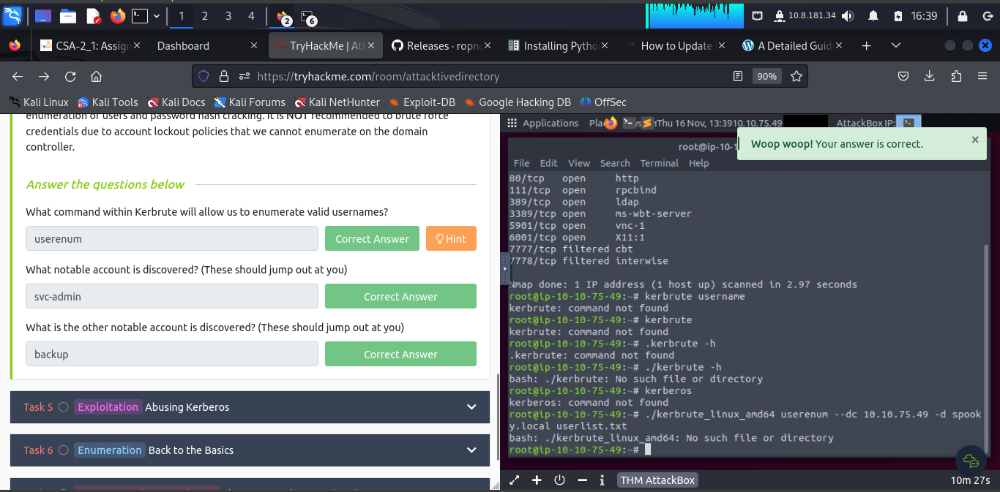 1 2 3 4 2 6 10.8.181.34 16:39
CSA-2_1: Assign Dashboard TryHackMe | Att Releases · ropno Installing Pytho How to Update A Detailed Guid
https://tryhackme.com/room/attacktivedirectory 90%
Kali Linux Kali Tools Kali Docs Kali Forums Kali NetHunter Exploit-DB Google Hacking DB OffSec
enumeration of users and password hash cracking. It is NOT recommended to brute force
credentials due to account lockout policies that we cannot enumerate on the domain
controller.
Answer the questions below
What command within Kerbrute will allow us to enumerate valid usernames?
userenum Correct Answer Hint
What notable account is discovered? (These should jump out at you)
svc-admin Correct Answer
What is the other notable account is discovered? (These should jump out at you)
backup Correct Answer
Task 5 Exploitation Abusing Kerberos
Task 6 Enumeration Back to the Basics
Applications Pla Thu 16 Nov, 13:39 10.10.75.49 AttackBox IP:
root@ip-10-1
Woop woop! Your answer is correct.
File Edit View Search Terminal Help
80/tcp open http
111/tcp open rpcbind
389/tcp open ldap
3389/tcp open ms-wbt-server
5901/tcp open vnc-1
6001/tcp open X11:1
7777/tcp filtered cbt
7778/tcp filtered interwise
Nmap done: 1 IP address (1 host up) scanned in 2.97 seconds
root@ip-10-10-75-49:~# kerbrute username
kerbrute: command not found
root@ip-10-10-75-49:~# kerbrute
kerbrute: command not found
root@ip-10-10-75-49:~# .kerbrute -h
.kerbrute: command not found
root@ip-10-10-75-49:~# ./kerbrute -h
bash: ./kerbrute: No such file or directory
root@ip-10-10-75-49:~# kerberos
kerberos: command not found
root@ip-10-10-75-49:~# ./kerbrute_linux_amd64 userenum --dc 10.10.75.49 -d spook
y.local userlist.txt
bash: ./kerbrute_linux_amd64: No such file or directory
root@ip-10-10-75-49:~#
THM AttackBox 10m 27s